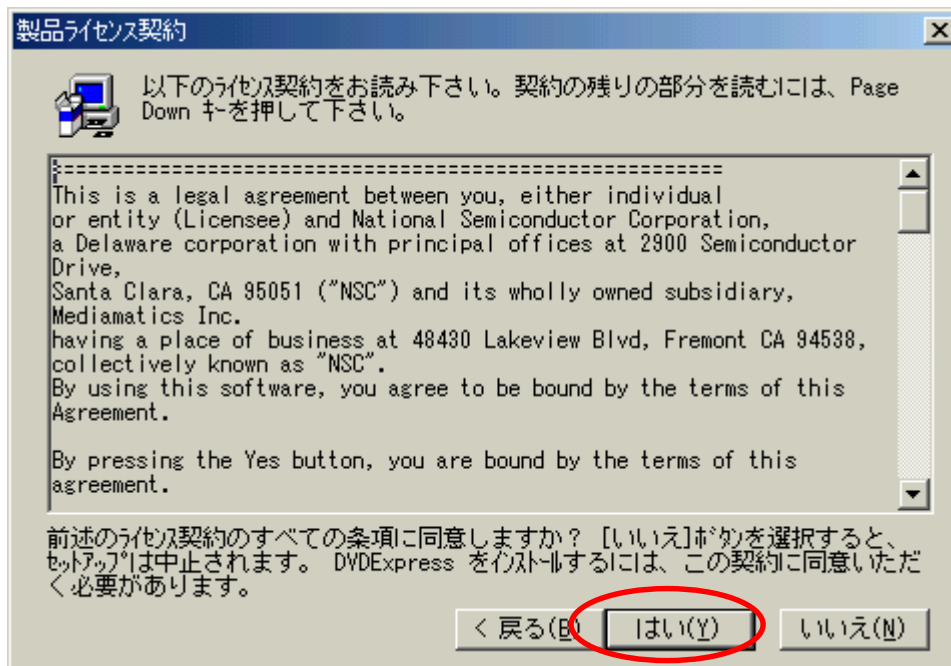 製品ライセンス契約
以下のﾗｲｾﾝｽ契約をお読み下さい。契約の残りの部分を読むには、Page
Down ｷｰを押して下さい。
===========================================================
This is a legal agreement between you, either individual
or entity (Licensee) and National Semiconductor Corporation,
a Delaware corporation with principal offices at 2900 Semiconductor
Drive,
Santa Clara, CA 95051 ("NSC") and its wholly owned subsidiary,
Mediamatics Inc.
having a place of business at 48430 Lakeview Blvd, Fremont CA 94538,
collectively known as "NSC".
By using this software, you agree to be bound by the terms of this
Agreement.
By pressing the Yes button, you are bound by the terms of this
agreement.
前述のﾗｲｾﾝｽ契約のすべての条項に同意しますか？ [いいえ]ﾎﾞﾀﾝを選択すると、
ｾｯﾄｱｯﾌﾟは中止されます。 DVDExpress をｲﾝｽﾄｰﾙするには、この契約に同意いただ
く必要があります。
< 戻る(B) はい(Y) いいえ(N)